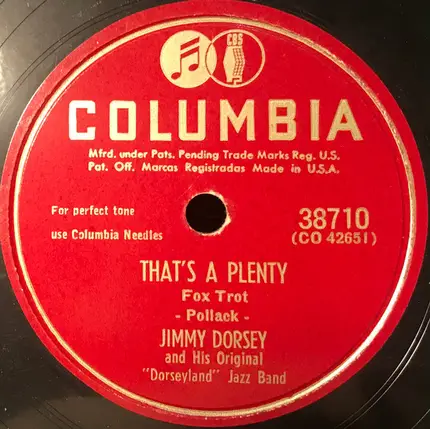 CBS
COLUMBIA
Mfrd. under Pats. Pending Trade Marks Reg. U.S.
Pat. Off. Marcas Registradas Made in U.S.A.
For perfect tone
use Columbia Needles
38710
(CO 42651)
THAT'S A PLENTY
Fox Trot
- Pollack -
JIMMY DORSEY
and His Original
"Dorseyland" Jazz Band